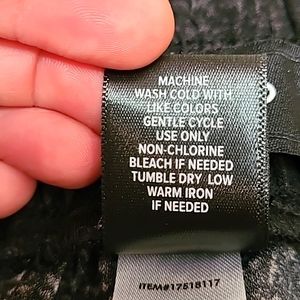 MACHINE
WASH COLD WITH
LIKE COLORS
GENTLE CYCLE
USE ONLY
NON-CHLORINE
BLEACH IF NEEDED
TUMBLE DRY LOW
WARM IRON
IF NEEDED
ITEM#17518117